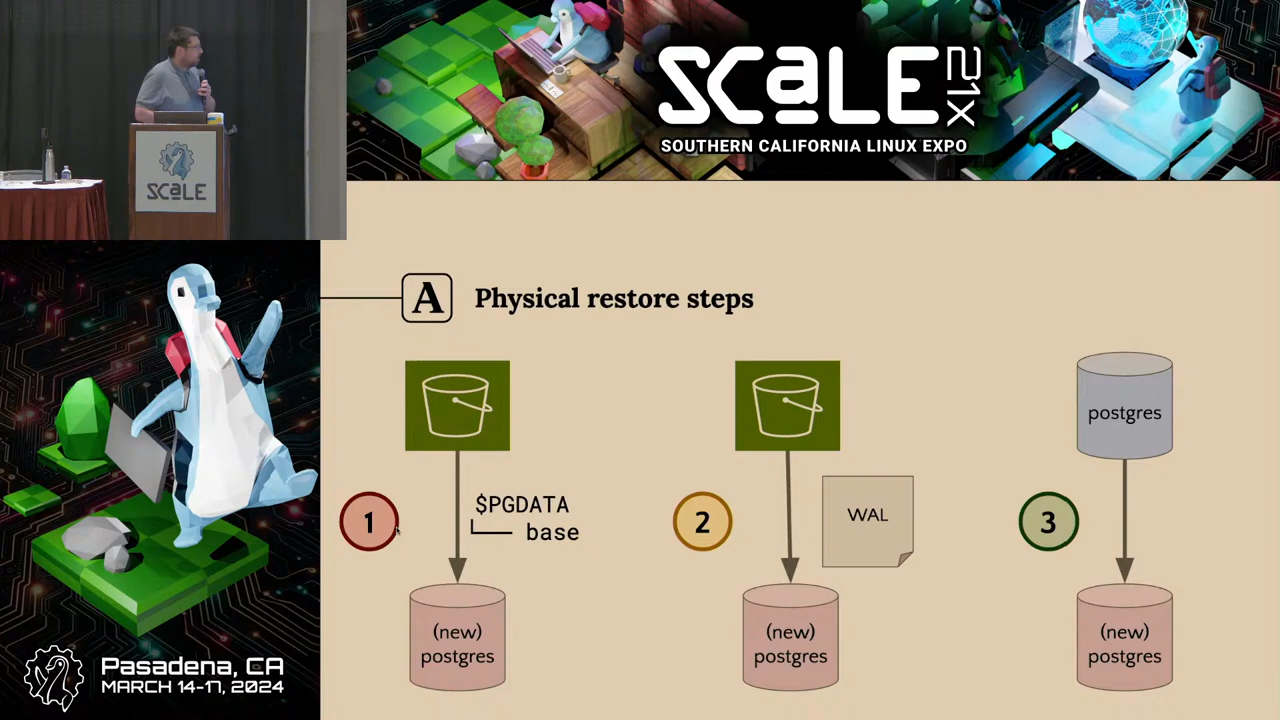 SCaLE
SCaLE 21x
SOUTHERN CALIFORNIA LINUX EXPO
A
Physical restore steps
1
$PGDATA
base
(new)
postgres
2
WAL
(new)
postgres
postgres
3
(new)
postgres
Pasadena, CA
MARCH 14-17, 2024